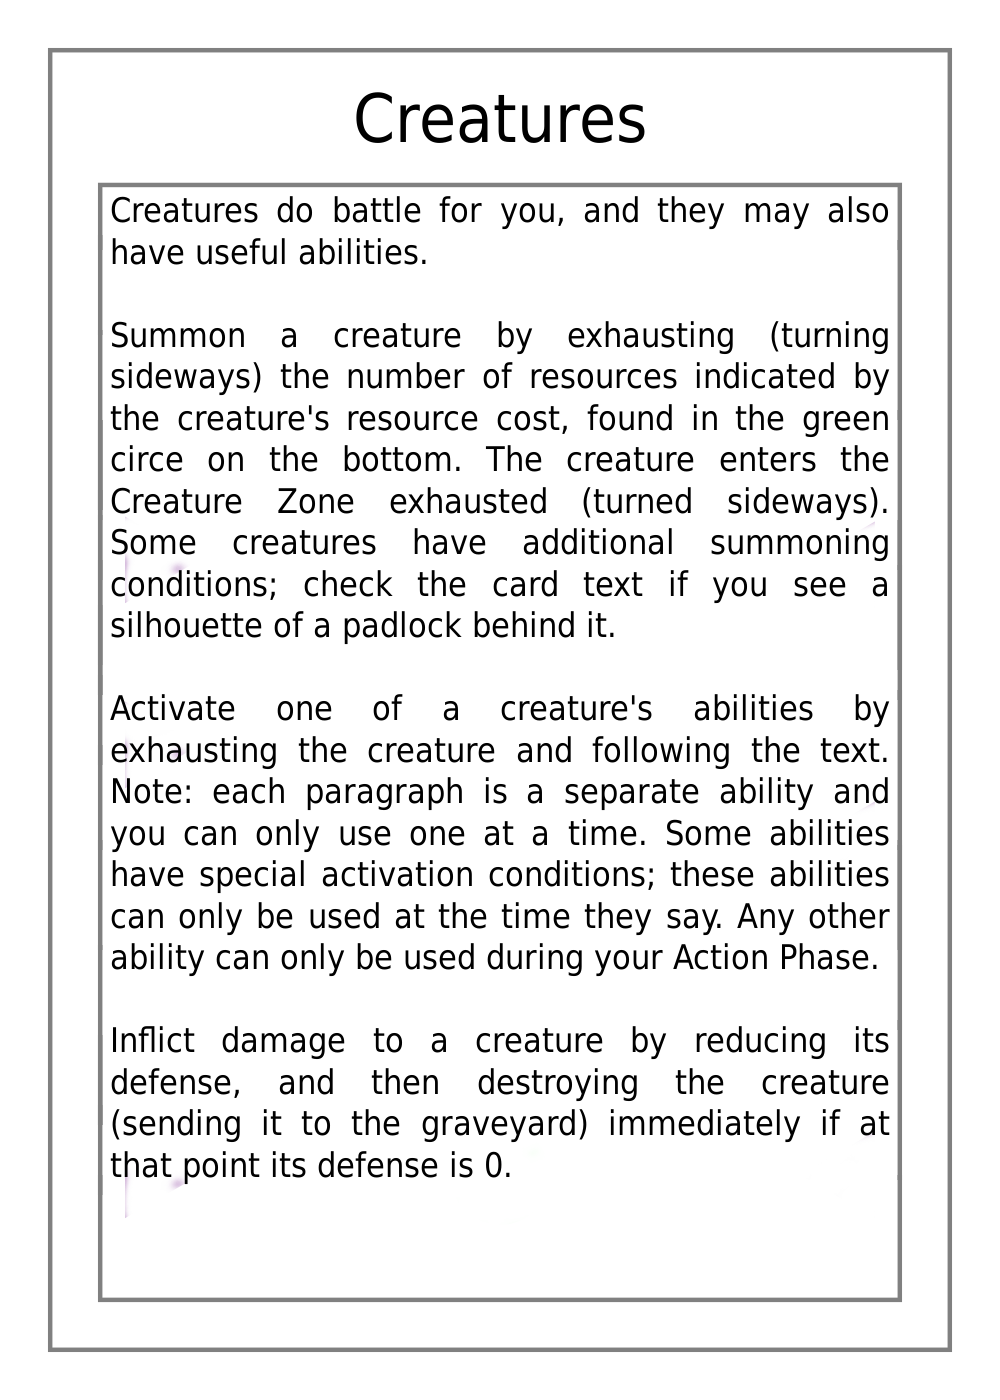 Creatures
Creatures do battle for you, and they may also
have useful abilities.
Summon a creature by exhausting (turning
sideways) the number of resources indicated by
the creature's resource cost, found in the green
circe on the bottom. The creature enters the
Creature Zone exhausted (turned sideways).
Some creatures have additional summoning
conditions; check the card text if you see a
silhouette of a padlock behind it.
Activate one of a creature's abilities by
exhausting the creature and following the text.
Note: each paragraph is a separate ability and
you can only use one at a time. Some abilities
have special activation conditions; these abilities
can only be used at the time they say. Any other
ability can only be used during your Action Phase.
Inflict damage to a creature by reducing its
defense, and then destroying the creature
(sending it to the graveyard) immediately if at
that point its defense is 0.